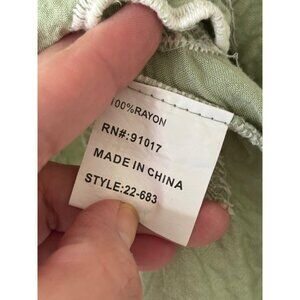 100%RAYON
RN#:91017
MADE IN CHINA
STYLE:22-683